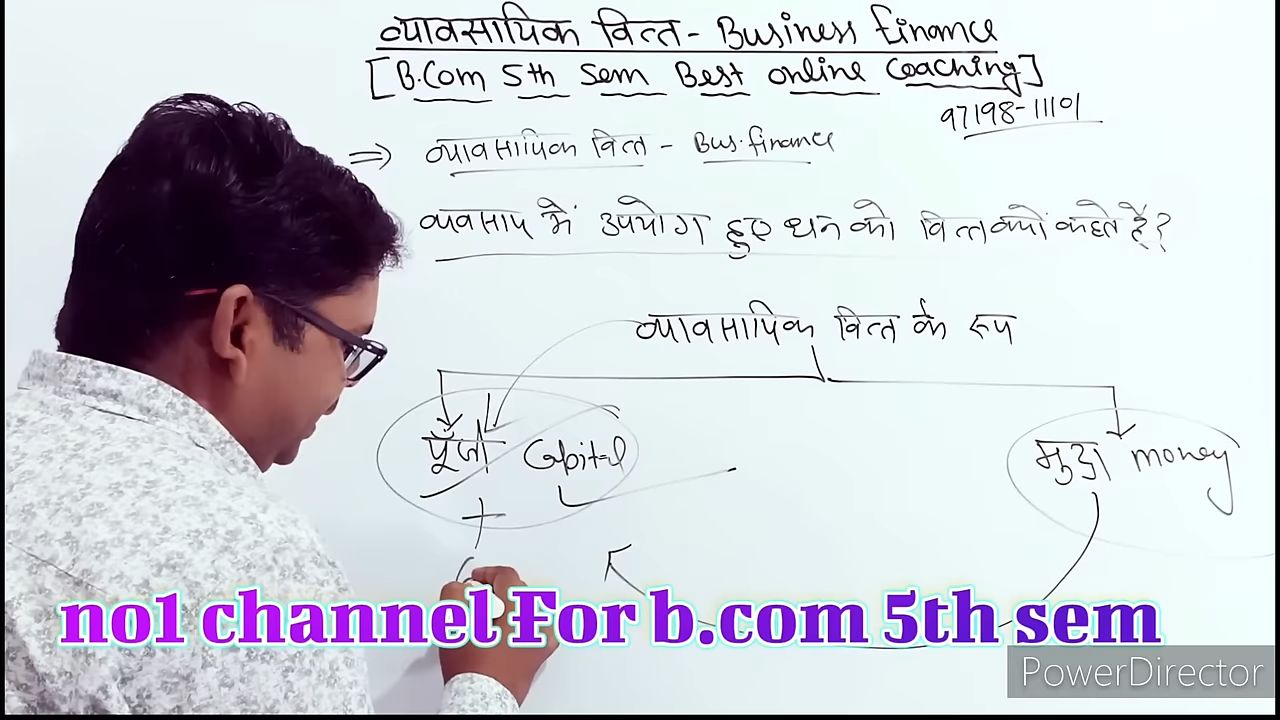 व्यावसायिक वित्त - Business finance
[B.Com 5th Sem Best online Coaching]
97198-11101
⇒ व्यावसायिक वित्त - Bus. finance
व्यवसाय में उपयोग हुए धन को वित्त क्यों कहते हैं?
व्यावसायिक वित्त के रूप
पूँजी Capital
मुद्रा money
+
no1 channel For b.com 5th sem
PowerDirector